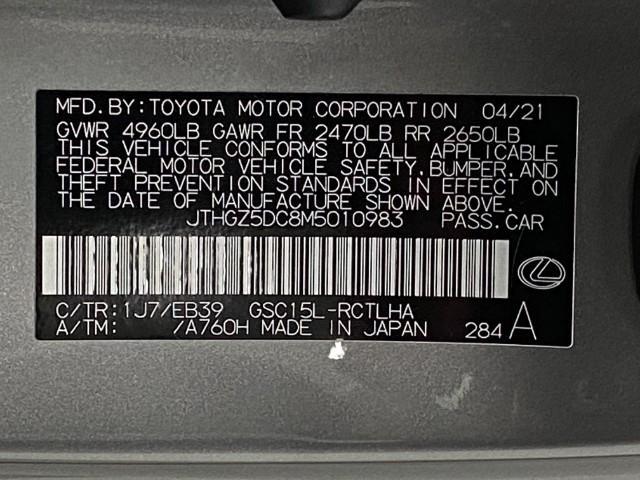 MFD.BY:TOYOTA MOTOR CORPORATION 04/21
GVWR 4960LB GAWR FR 2470LB RR 2650LB
THIS VEHICLE CONFORMS TO ALL APPLICABLE
FEDERAL MOTOR VEHICLE SAFETY,BUMPER,AND
THEFT PREVENTION STANDARDS IN EFFECT ON
THE DATE OF MANUFACTURE SHOWN ABOVE.
JTHGZ5DC8M5010983 PASS.CAR
C/TR:1J7/EB39 GSC15L-RCTLHA
A/TM: /A760H MADE IN JAPAN 284 A